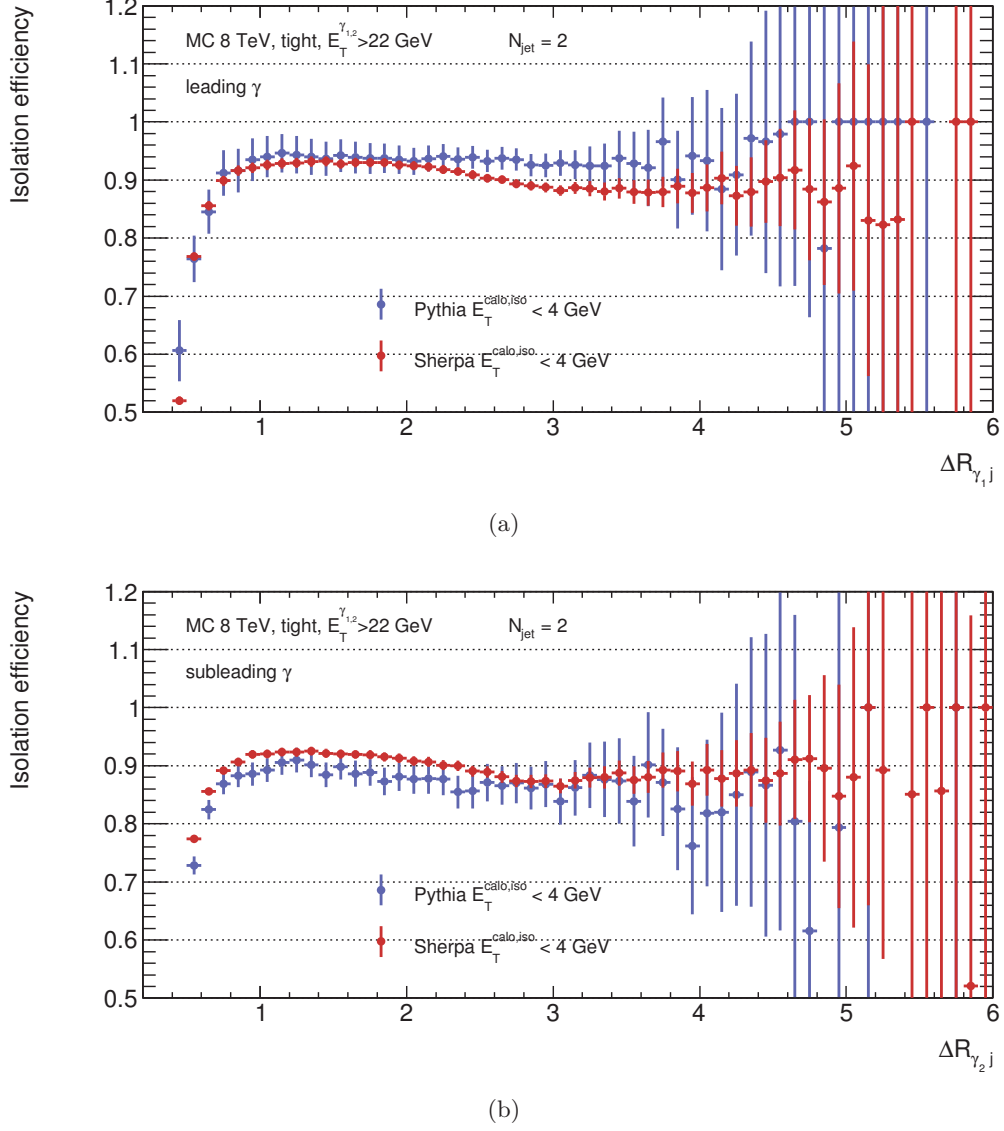 Isolation efficiency
1.2
1.1
1
0.9
0.8
0.7
0.6
0.5
MC 8 TeV, tight, E_T^γ1,2>22 GeV N_jet = 2
leading γ
Pythia E_T^calo,iso < 4 GeV
Sherpa E_T^calo,iso < 4 GeV
1 2 3 4 5 6
ΔR_γ1 j
(a)
Isolation efficiency
1.2
1.1
1
0.9
0.8
0.7
0.6
0.5
MC 8 TeV, tight, E_T^γ1,2>22 GeV N_jet = 2
subleading γ
Pythia E_T^calo,iso < 4 GeV
Sherpa E_T^calo,iso < 4 GeV
1 2 3 4 5 6
ΔR_γ2 j
(b)